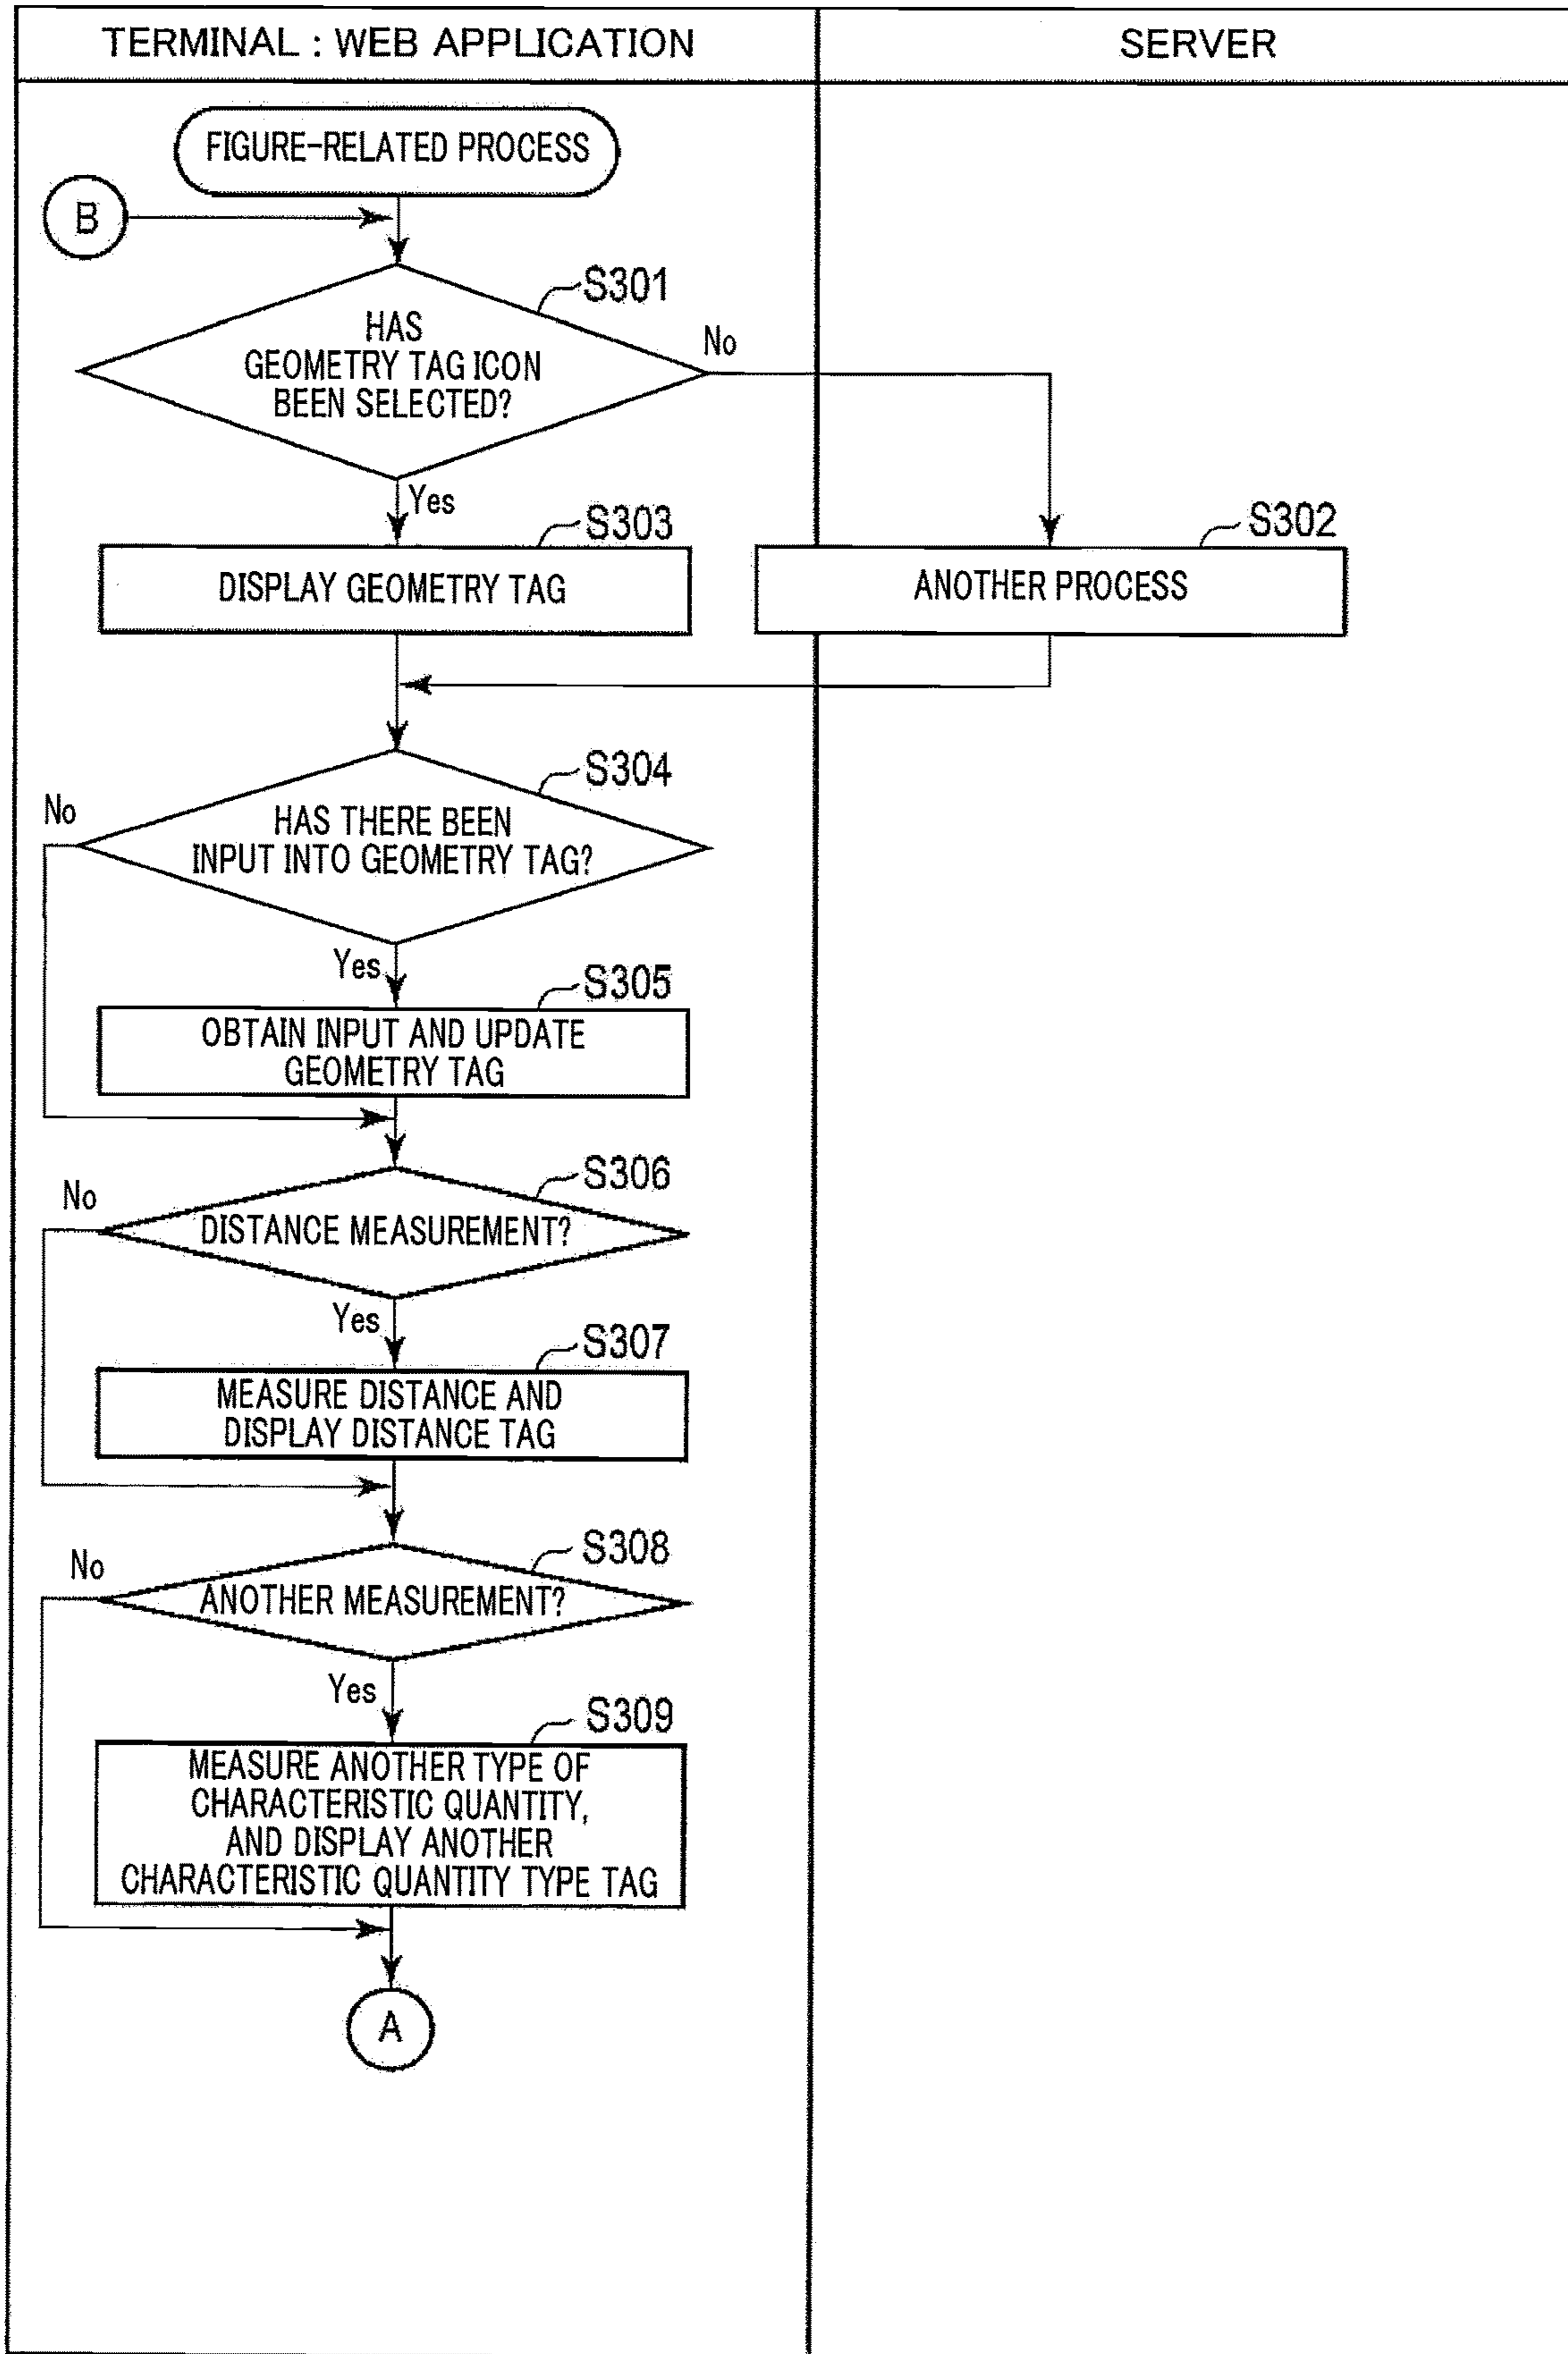 TERMINAL : WEB APPLICATION
SERVER
FIGURE-RELATED PROCESS
B
S301
HAS
GEOMETRY TAG ICON
BEEN SELECTED?
No
Yes
S303
DISPLAY GEOMETRY TAG
S302
ANOTHER PROCESS
S304
No
HAS THERE BEEN
INPUT INTO GEOMETRY TAG?
Yes
S305
OBTAIN INPUT AND UPDATE
GEOMETRY TAG
S306
No
DISTANCE MEASUREMENT?
Yes
S307
MEASURE DISTANCE AND
DISPLAY DISTANCE TAG
S308
No
ANOTHER MEASUREMENT?
Yes
S309
MEASURE ANOTHER TYPE OF
CHARACTERISTIC QUANTITY,
AND DISPLAY ANOTHER
CHARACTERISTIC QUANTITY TYPE TAG
A